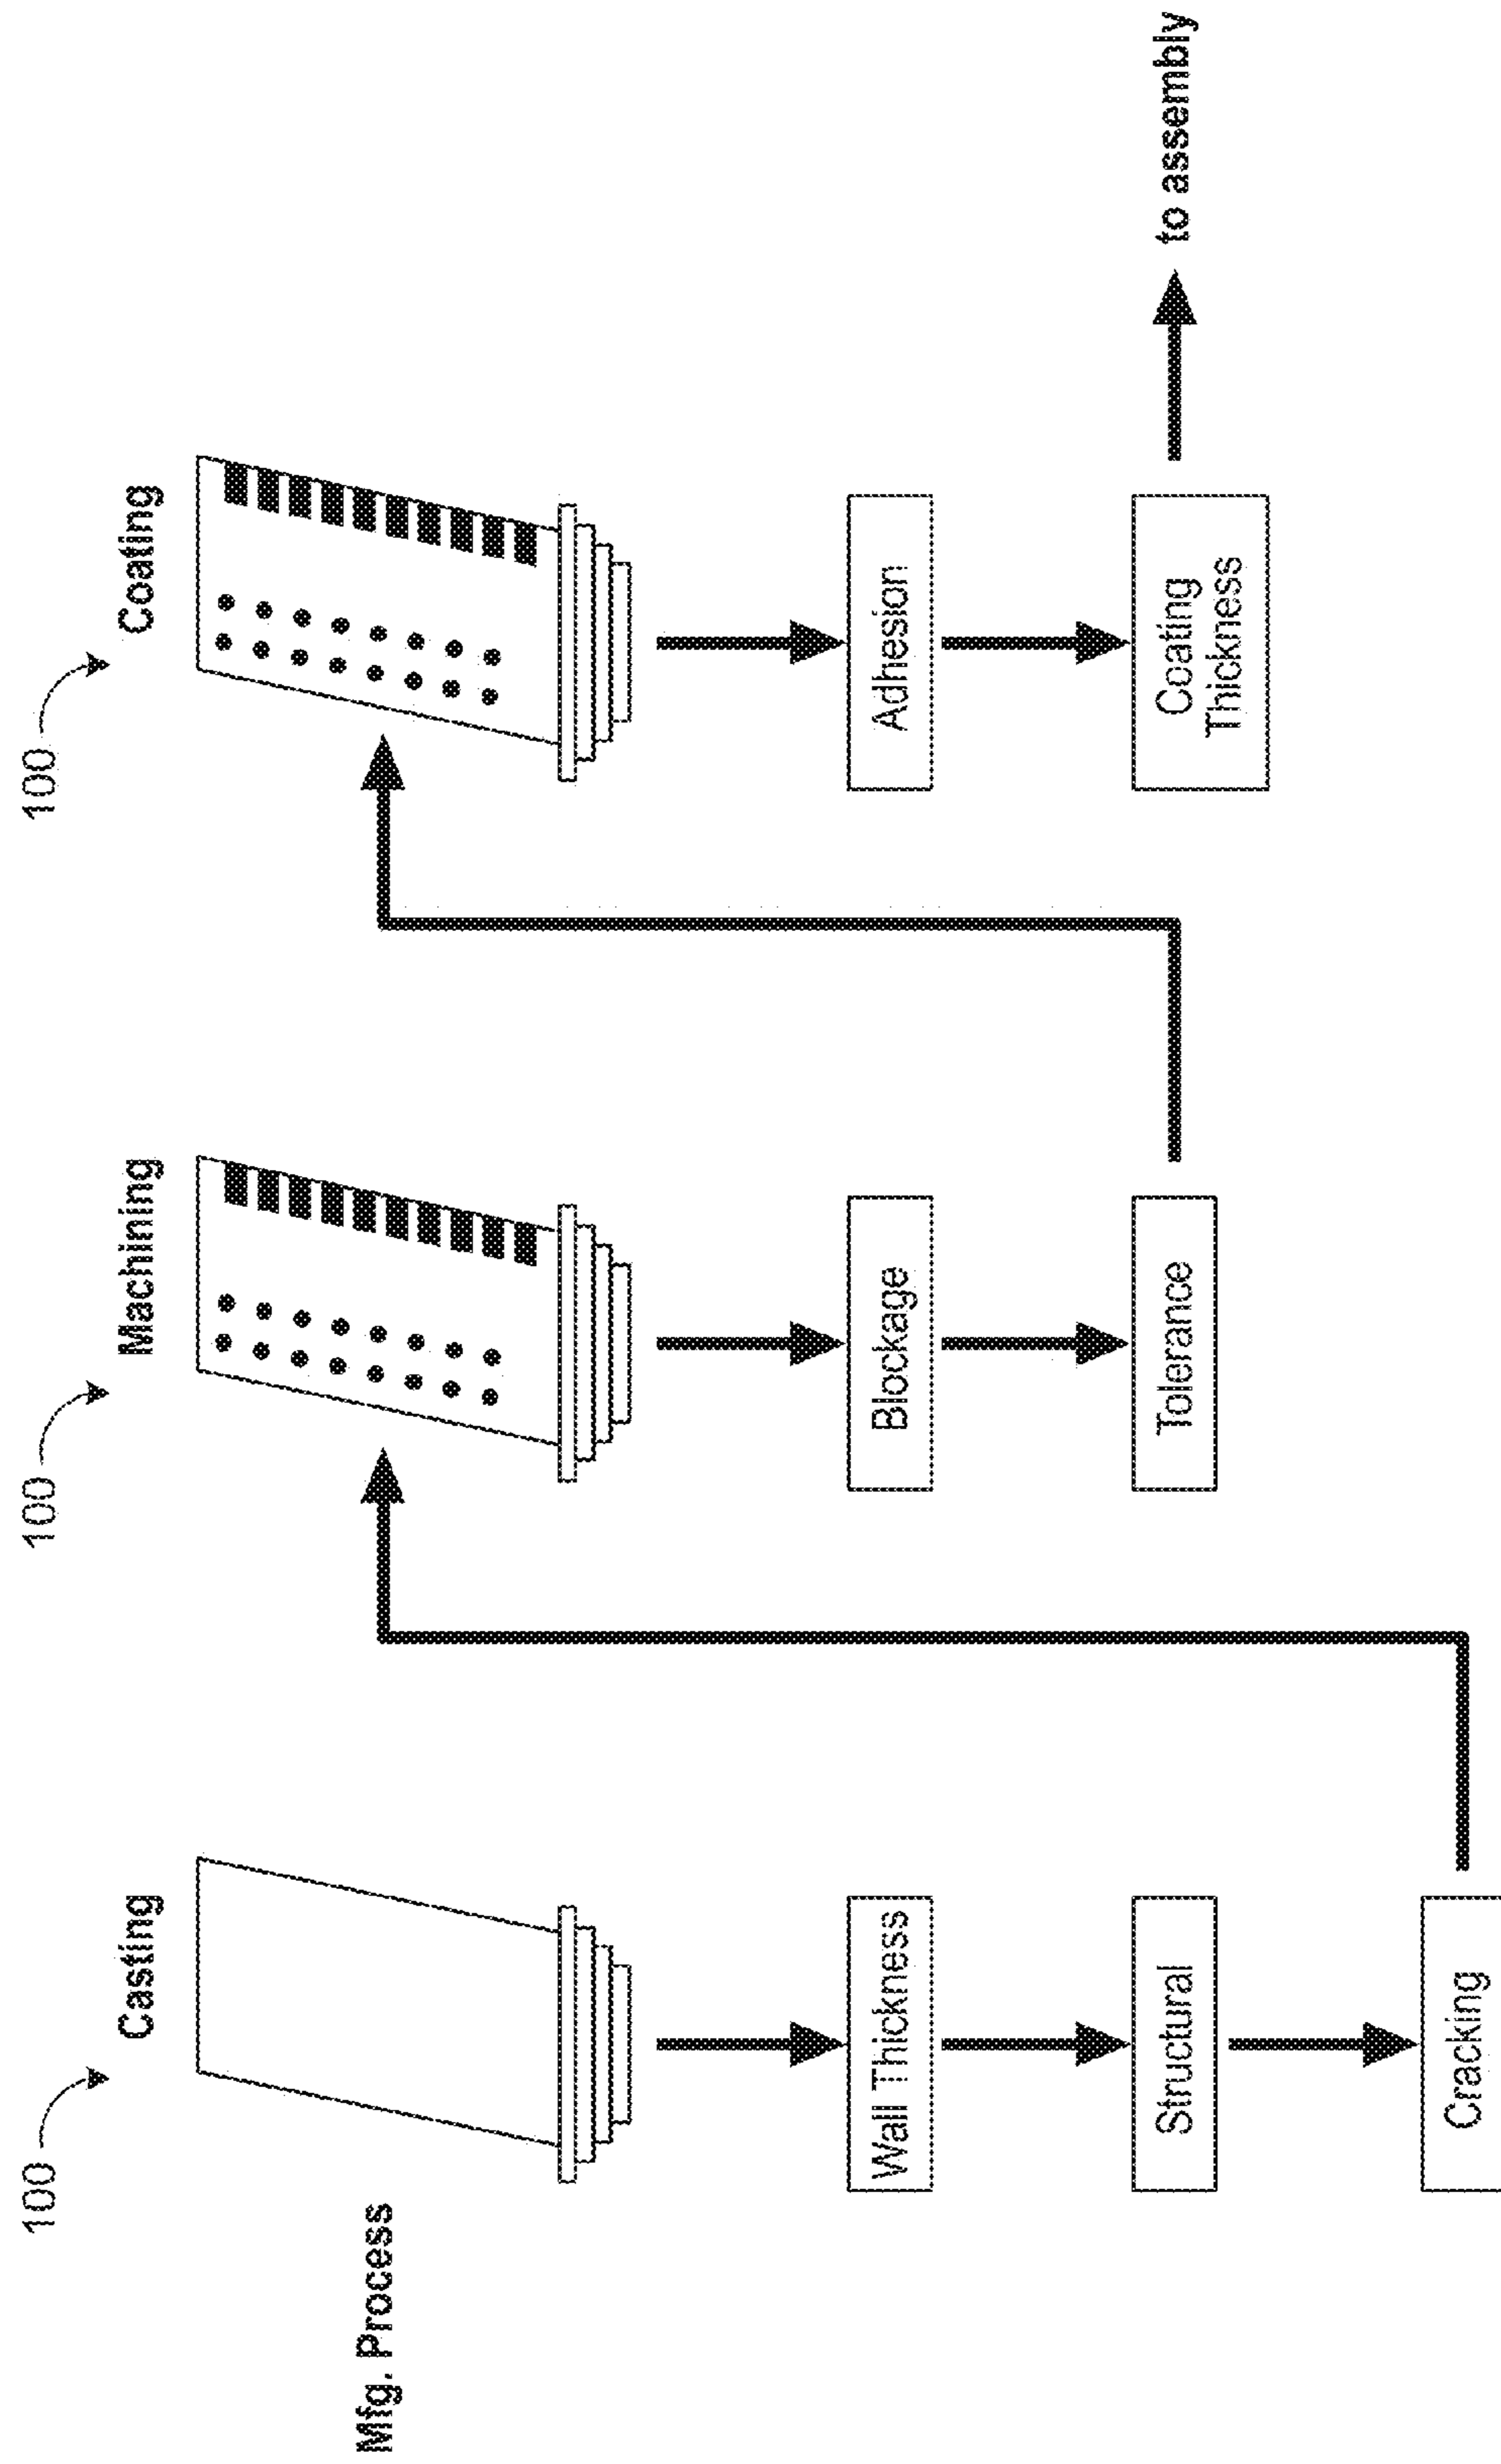 Mfg. Process
100
Casting
Wall Thickness
Structural
Cracking
100
Machining
Blockage
Tolerance
100
Coating
Adhesion
Coating
Thickness
to assembly